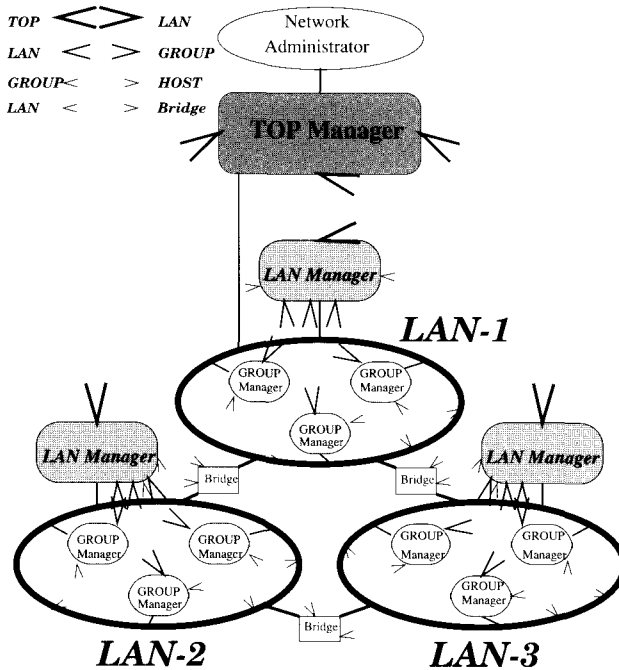 TOP LAN
LAN GROUP
GROUP HOST
LAN Bridge
Network
Administrator
TOP Manager
LAN Manager
LAN-1
GROUP
Manager
GROUP
Manager
GROUP
Manager
LAN Manager
LAN Manager
Bridge
Bridge
GROUP
Manager
GROUP
Manager
GROUP
Manager
GROUP
Manager
GROUP
Manager
GROUP
Manager
Bridge
LAN-2
LAN-3